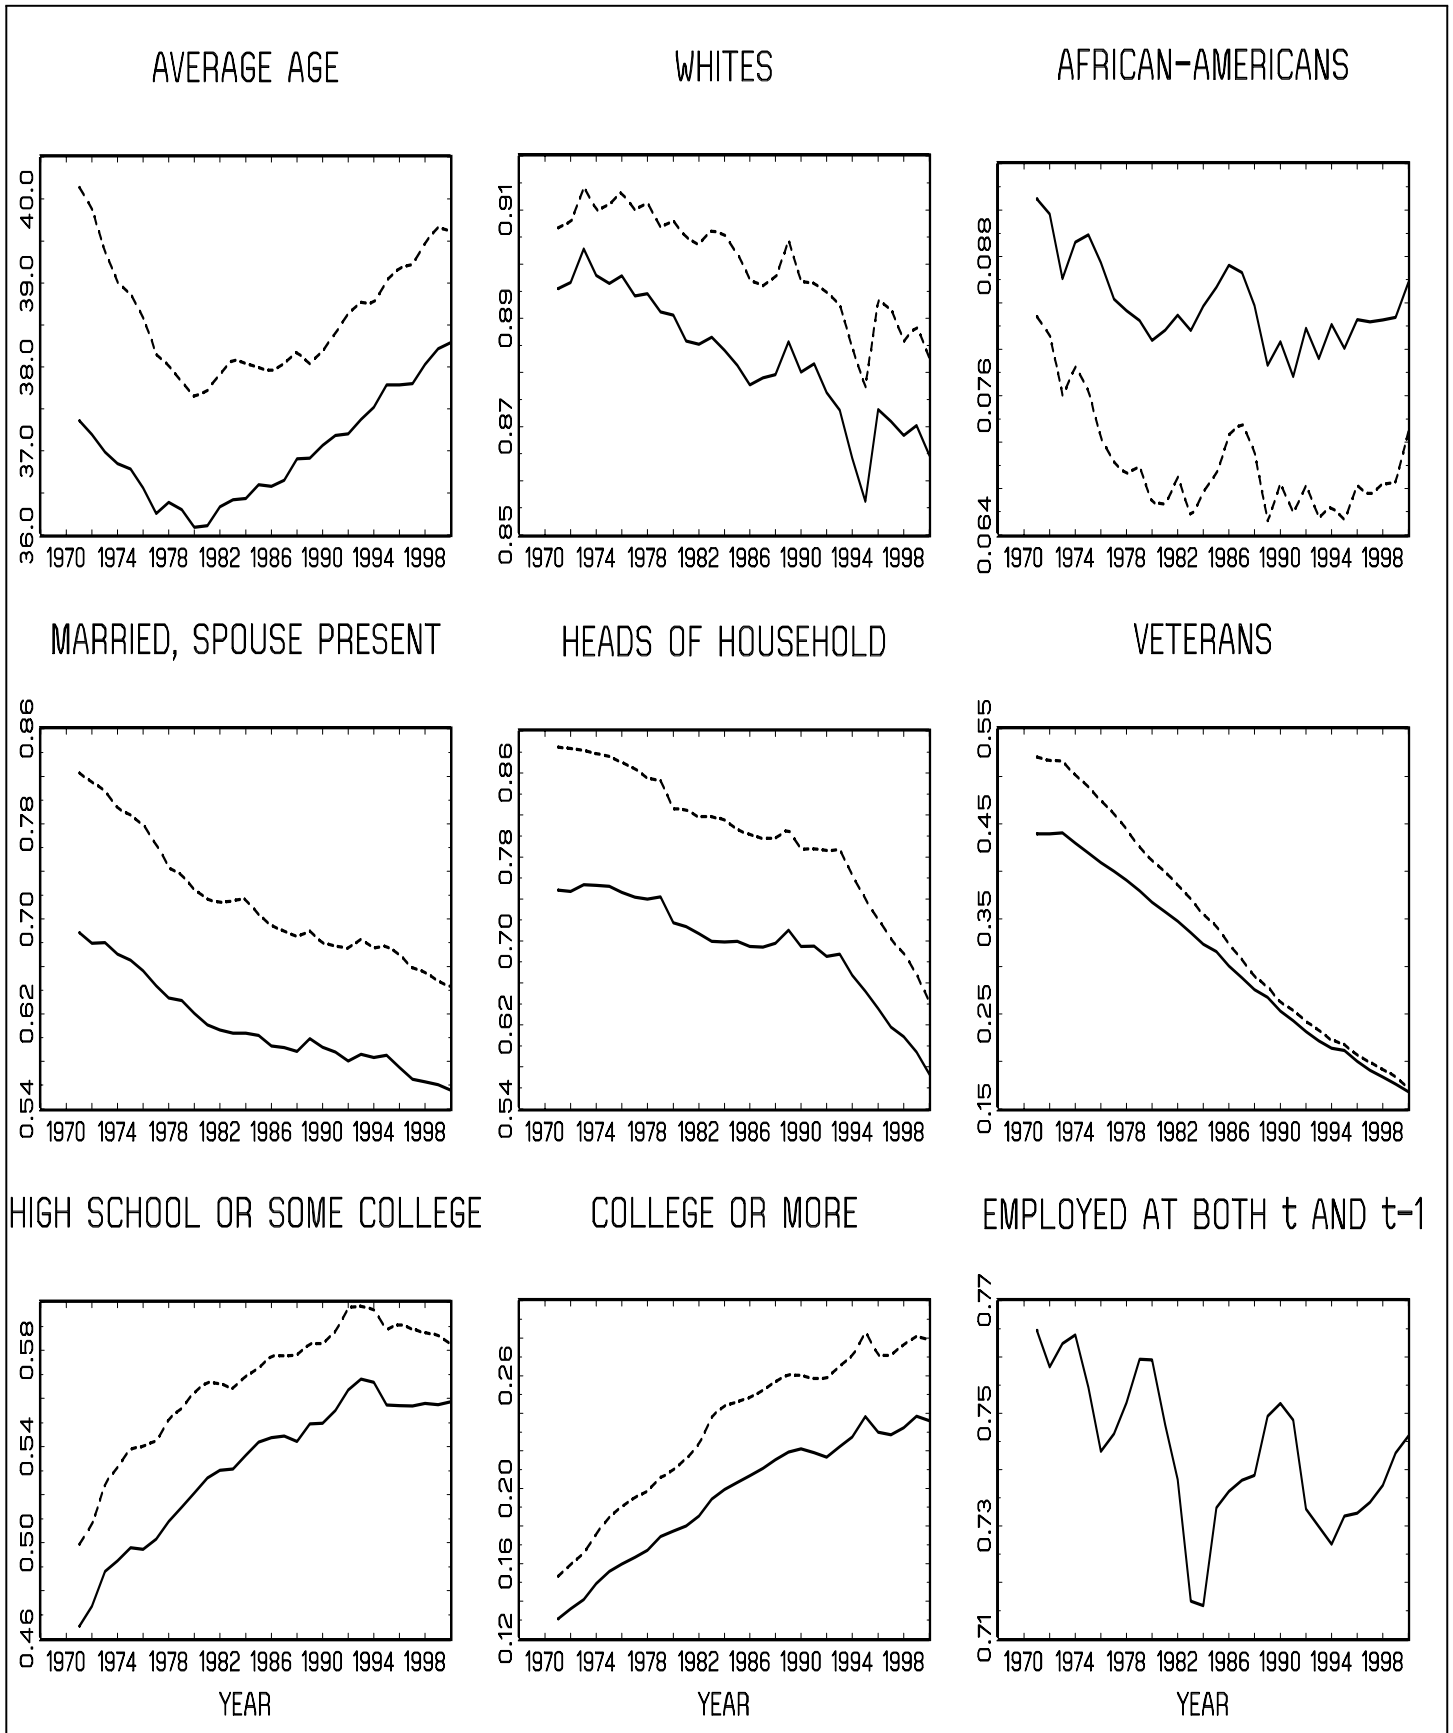 AVERAGE AGE
WHITES
AFRICAN-AMERICANS
40.0
39.0
38.0
37.0
36.0
1970 1974 1978 1982 1986 1990 1994 1998
0.91
0.89
0.87
0.85
1970 1974 1978 1982 1986 1990 1994 1998
0.088
0.076
0.064
1970 1974 1978 1982 1986 1990 1994 1998
MARRIED, SPOUSE PRESENT
HEADS OF HOUSEHOLD
VETERANS
0.86
0.78
0.70
0.62
0.54
1970 1974 1978 1982 1986 1990 1994 1998
0.86
0.78
0.70
0.62
0.54
1970 1974 1978 1982 1986 1990 1994 1998
0.55
0.45
0.35
0.25
0.15
1970 1974 1978 1982 1986 1990 1994 1998
HIGH SCHOOL OR SOME COLLEGE
COLLEGE OR MORE
EMPLOYED AT BOTH t AND t-1
0.58
0.54
0.50
0.46
1970 1974 1978 1982 1986 1990 1994 1998
YEAR
0.26
0.20
0.16
0.12
1970 1974 1978 1982 1986 1990 1994 1998
YEAR
0.77
0.75
0.73
0.71
1970 1974 1978 1982 1986 1990 1994 1998
YEAR